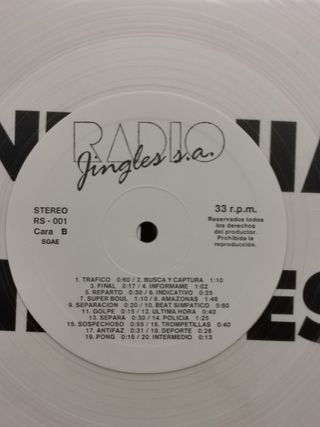 RADIO
Jingles s.a.
STEREO
RS - 001
Cara B
SGAE
33 r.p.m.
Reservados todos
los derechos
del productor.
Prohibida la
reproducción.
1. TRAFICO 0:60 / 2. BUSCA Y CAPTURA 1:10
3. FINAL 0:17 / 4. INFORMAME 1:02
5. REPARTO 0:30 / 6. INDICATIVO 0:25
7. SUPER BOUL 1:10 / 8. AMAZONAS 1:46
9. SEPARACION 0:20 / 10. BEAT SIMPATICO 0:60
11. GOLPE 0:15 / 12. ULTIMA HORA 0:40
13. SEPARA 0:30 / 14. POLICIA 1:25
15. SOSPECHOSO 0:55 / 16. TROMPETILLAS 0:40
17. ANTIFAZ 0:21 / 18. DEPORTE 0:26
19. PONG 0:16 / 20. INTERMEDIO 0:13